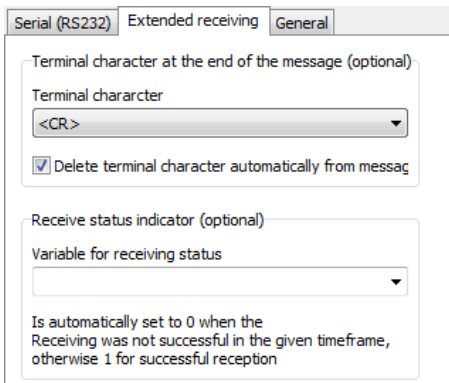 Serial (RS232) Extended receiving General
Terminal character at the end of the message (optional)
Terminal chararcter
<CR>
Delete terminal character automatically from messag
Receive status indicator (optional)
Variable for receiving status
Is automatically set to 0 when the
Receiving was not successful in the given timeframe,
otherwise 1 for successful reception